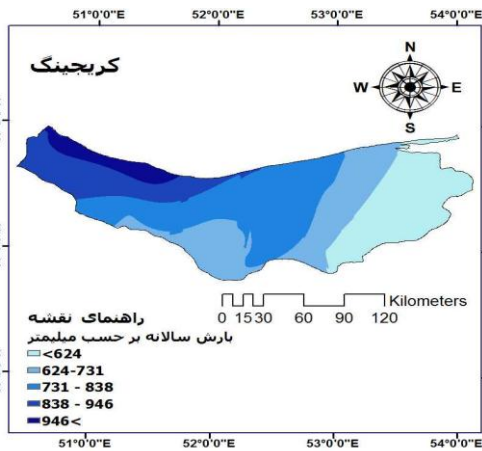 51°0'0"E 52°0'0"E 53°0'0"E 54°0'0"E
کریجینگ
N
W E
S
Kilometers
0 15 30 60 90 120
راهنمای نقشه
بارش سالانه بر حسب میلیمتر
<624
624-731
731 - 838
838 - 946
946<
51°0'0"E 52°0'0"E 53°0'0"E 54°0'0"E